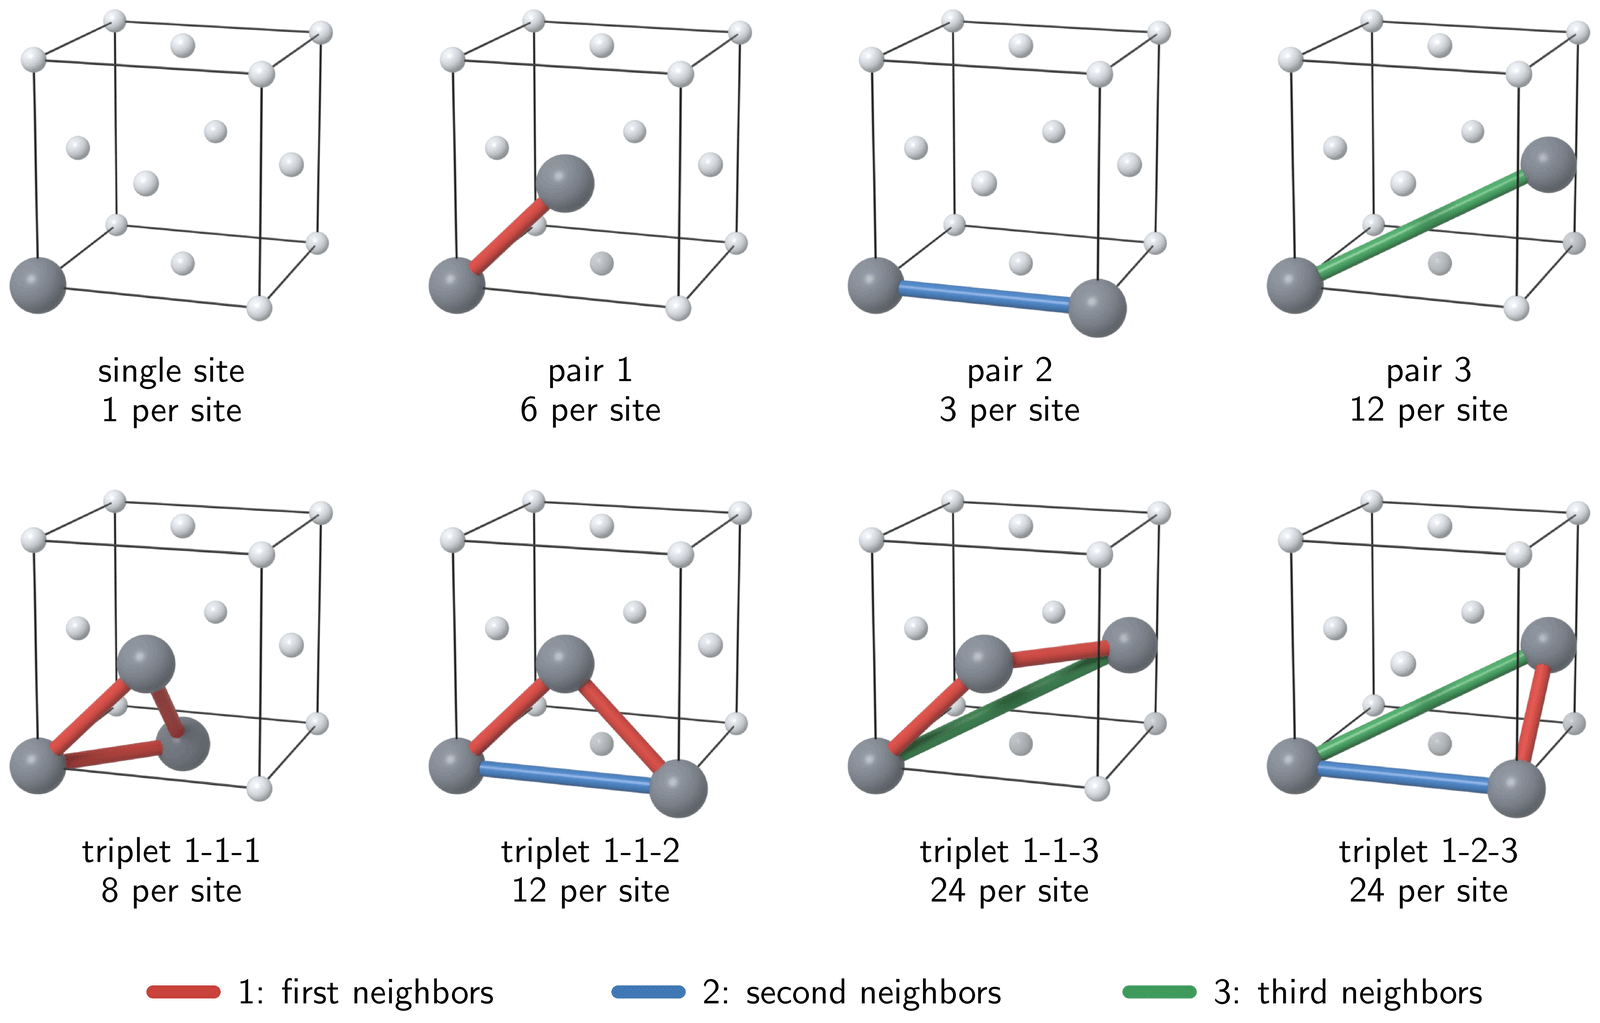 single site
1 per site
pair 1
6 per site
pair 2
3 per site
pair 3
12 per site
triplet 1-1-1
8 per site
triplet 1-1-2
12 per site
triplet 1-1-3
24 per site
triplet 1-2-3
24 per site
1: first neighbors
2: second neighbors
3: third neighbors